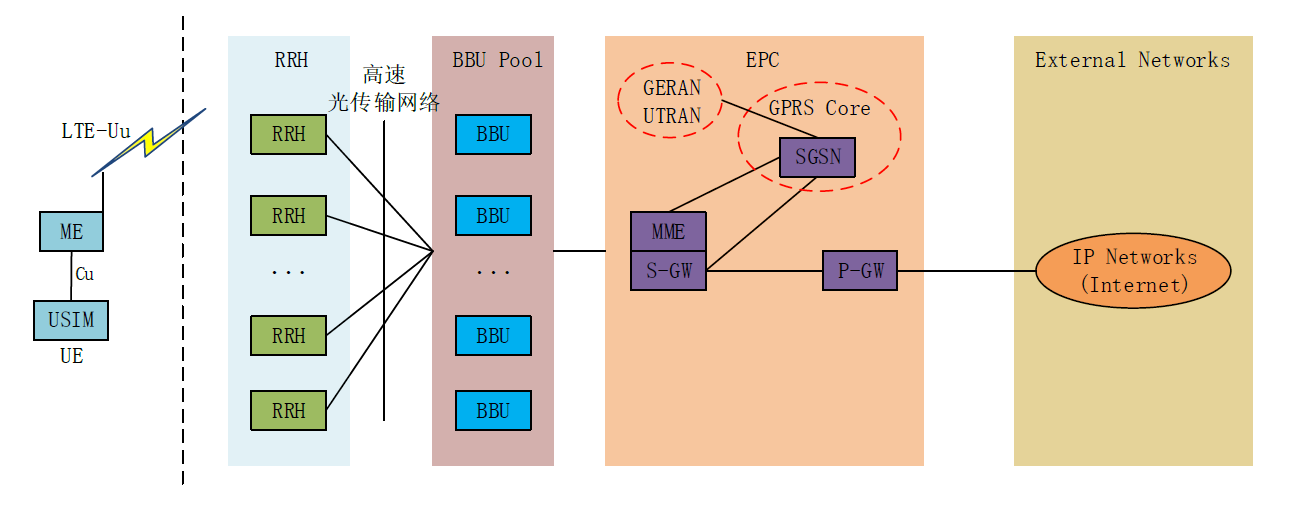 LTE-Uu
ME
Cu
USIM
UE
RRH
RRH
RRH
...
RRH
RRH
高速
光传输网络
BBU Pool
BBU
BBU
...
BBU
BBU
EPC
GERAN
UTRAN
GPRS Core
SGSN
MME
S-GW
P-GW
External Networks
IP Networks
(Internet)